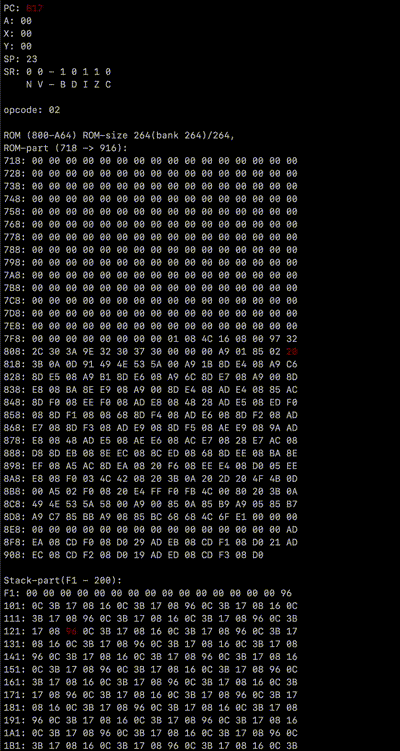 PC: 817
A: 00
X: 00
Y: 00
SP: 23
SR: 0 0 - 1 0 1 1 0
N V - B D I Z C
opcode: 02
ROM (800-A64) ROM-size 264(bank 264)/264,
ROM-part (718 -> 916):
718: 00 00 00 00 00 00 00 00 00 00 00 00 00 00 00 00
728: 00 00 00 00 00 00 00 00 00 00 00 00 00 00 00 00
738: 00 00 00 00 00 00 00 00 00 00 00 00 00 00 00 00
748: 00 00 00 00 00 00 00 00 00 00 00 00 00 00 00 00
758: 00 00 00 00 00 00 00 00 00 00 00 00 00 00 00 00
768: 00 00 00 00 00 00 00 00 00 00 00 00 00 00 00 00
778: 00 00 00 00 00 00 00 00 00 00 00 00 00 00 00 00
788: 00 00 00 00 00 00 00 00 00 00 00 00 00 00 00 00
798: 00 00 00 00 00 00 00 00 00 00 00 00 00 00 00 00
7A8: 00 00 00 00 00 00 00 00 00 00 00 00 00 00 00 00
7B8: 00 00 00 00 00 00 00 00 00 00 00 00 00 00 00 00
7C8: 00 00 00 00 00 00 00 00 00 00 00 00 00 00 00 00
7D8: 00 00 00 00 00 00 00 00 00 00 00 00 00 00 00 00
7E8: 00 00 00 00 00 00 00 00 00 00 00 00 00 00 00 00
7F8: 00 00 00 00 00 00 00 00 01 08 4C 16 08 00 97 32
808: 2C 30 3A 9E 32 30 37 30 00 00 00 A9 01 85 02 20
818: 3B 0A 0D 91 49 4E 53 5A 00 A9 1B 8D E4 08 A9 C6
828: 8D E5 08 A9 B1 8D E6 08 A9 6C 8D E7 08 A9 00 8D
838: E8 08 BA 8E E9 08 A9 00 8D E4 08 AD E4 08 85 AC
848: 8D DF 08 EE F0 08 AD E8 08 48 28 AD E5 08 ED F0
858: 08 8D F1 08 08 68 8D F4 08 AD E6 08 8D F2 08 AD
868: E7 08 8D F3 08 AD E9 08 8D F5 08 AE E9 08 9A AD
878: E8 08 48 AD E5 08 AE E6 08 AC E7 08 28 E7 AC 08
888: D8 8D EB 08 8E EC 08 8C ED 08 68 8D EE 08 BA 8E
898: EF 08 A5 AC 8D EA 08 20 F6 08 EE E4 08 D0 05 EE
8A8: E8 08 F0 03 4C 42 08 20 3B 0A 20 2D 20 4F 4B 0D
8B8: 00 A5 02 F0 08 20 E4 FF F0 FB 4C 00 80 20 3B 0A
8C8: 49 4E 53 5A 58 00 A9 00 85 0A 85 B9 A9 05 85 B7
8D8: A9 C7 85 BB A9 08 85 BC 68 68 4C 6F E1 00 00 00
8E8: 00 00 00 00 00 00 00 00 00 00 00 00 00 00 00 AD
8F8: EA 08 CD F0 08 D0 29 AD EB 08 CD F1 08 D0 21 AD
908: EC 08 CD F2 08 D0 19 AD ED 08 CD F3 08 D0
Stack-part(F1 - 200):
F1: 00 00 00 00 00 00 00 00 00 00 00 00 00 00 00 96
101: 0C 3B 17 08 16 0C 3B 17 08 96 0C 3B 17 08 16 0C
111: 3B 17 08 96 0C 3B 17 08 16 0C 3B 17 08 96 0C 3B
121: 17 08 96 0C 3B 17 08 16 0C 3B 17 08 96 0C 3B 17
131: 08 16 0C 3B 17 08 96 0C 3B 17 08 16 0C 3B 17 08
141: 96 0C 3B 17 08 16 0C 3B 17 08 96 0C 3B 17 08 16
151: 0C 3B 17 08 96 0C 3B 17 08 16 0C 3B 17 08 96 0C
161: 3B 17 08 16 0C 3B 17 08 96 0C 3B 17 08 16 0C 3B
171: 17 08 96 0C 3B 17 08 16 0C 3B 17 08 96 0C 3B 17
181: 08 16 0C 3B 17 08 96 0C 3B 17 08 16 0C 3B 17 08
191: 96 0C 3B 17 08 16 0C 3B 17 08 96 0C 3B 17 08 16
1A1: 0C 3B 17 08 96 0C 3B 17 08 16 0C 3B 17 08 96 0C
1B1: 3B 17 08 16 0C 3B 17 08 96 0C 3B 17 08 16 0C 3B